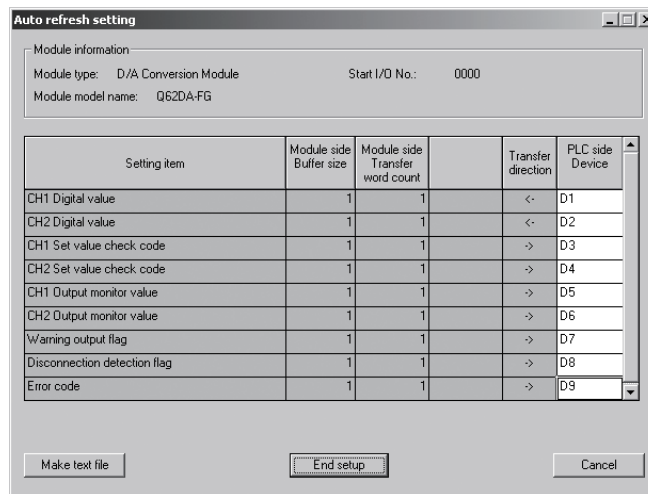 Auto refresh setting
Module information
Module type: D/A Conversion Module Start I/O No.: 0000
Module model name: Q62DA-FG
Setting item Module side Buffer size Module side Transfer word count Transfer direction PLC side Device
CH1 Digital value 1 1 <- D1
CH2 Digital value 1 1 <- D2
CH1 Set value check code 1 1 -> D3
CH2 Set value check code 1 1 -> D4
CH1 Output monitor value 1 1 -> D5
CH2 Output monitor value 1 1 -> D6
Warning output flag 1 1 -> D7
Disconnection detection flag 1 1 -> D8
Error code 1 1 -> D9
Make text file End setup Cancel